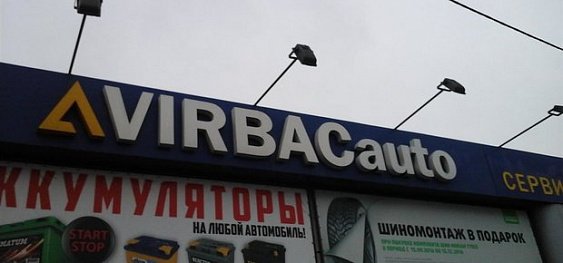 VIRBACauto
СЕРВИ
ККУМУЛЯТОРЫ
НА ЛЮБОЙ АВТОМОБИЛЬ!
START
STOP
ШИНОМОНТАЖ В ПОДАРОК